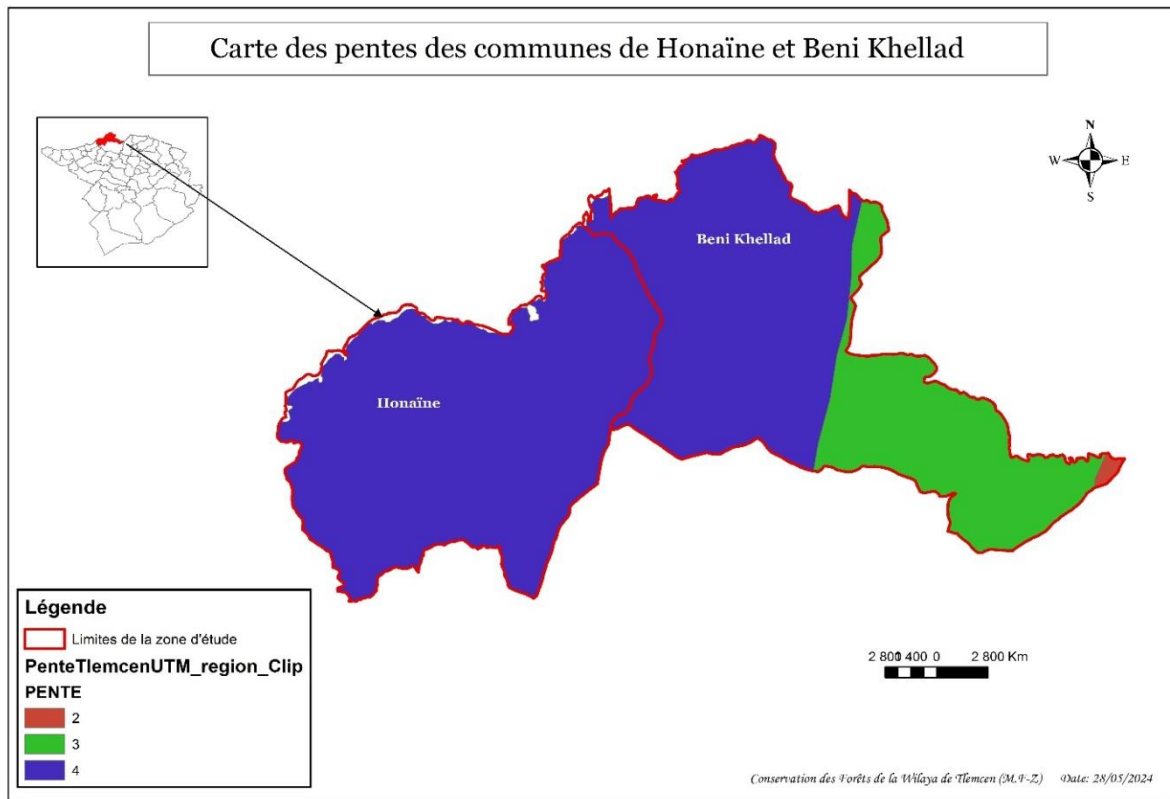 Carte des pentes des communes de Honaïne et Beni Khellad
N
W E
S
Beni Khellad
Honaïne
Légende
Limites de la zone d'étude
PenteTlemcenUTM_region_Clip
PENTE
2
3
4
2 800 1 400 0 2 800 Km
Conservation des Forêts de la Wilaya de Tlemcen (M.F-Z) Date: 28/05/2024